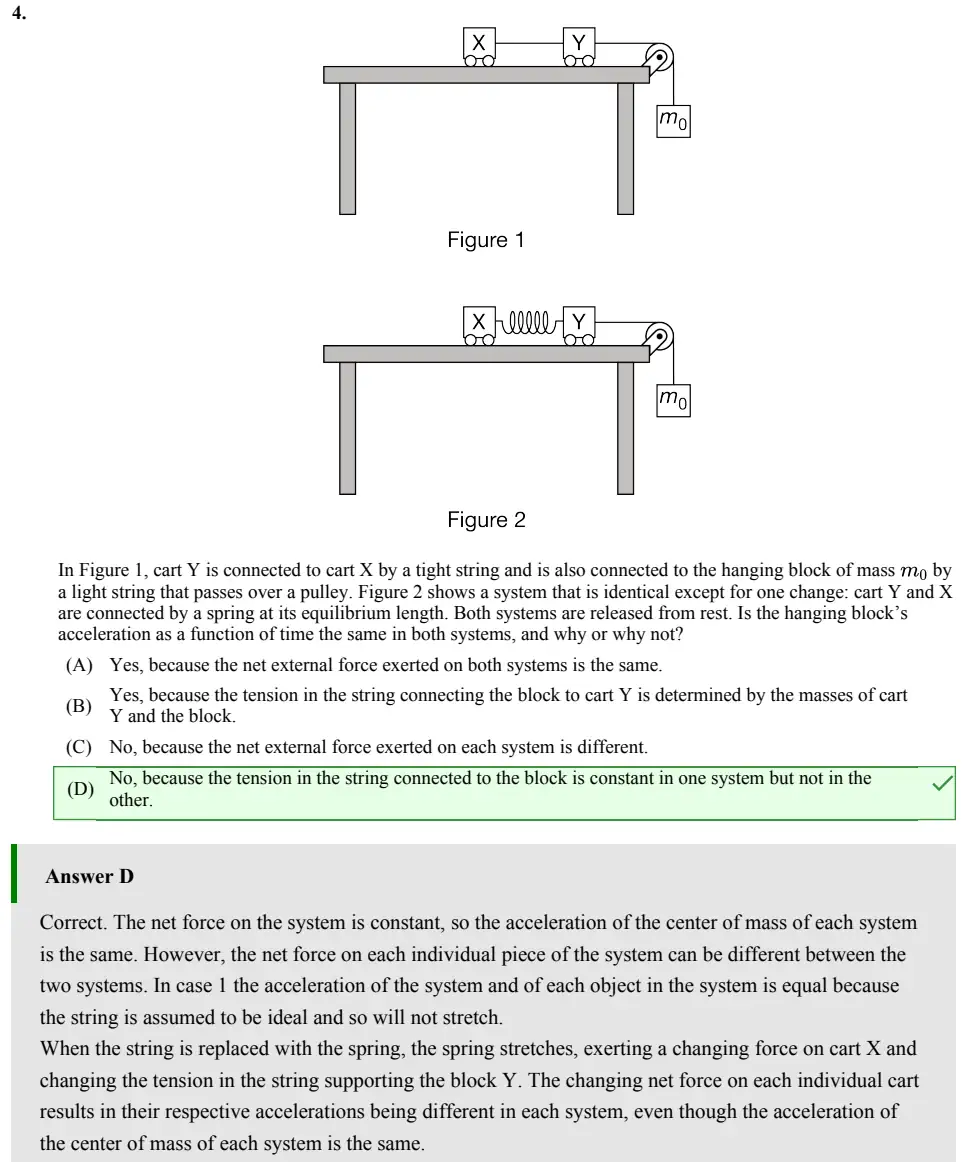 4.
X Y
m0
Figure 1
X Y
m0
Figure 2
In Figure 1, cart Y is connected to cart X by a tight string and is also connected to the hanging block of mass m0 by
a light string that passes over a pulley. Figure 2 shows a system that is identical except for one change: cart Y and X
are connected by a spring at its equilibrium length. Both systems are released from rest. Is the hanging block’s
acceleration as a function of time the same in both systems, and why or why not?
(A) Yes, because the net external force exerted on both systems is the same.
(B) Yes, because the tension in the string connecting the block to cart Y is determined by the masses of cart
Y and the block.
(C) No, because the net external force exerted on each system is different.
(D) No, because the tension in the string connected to the block is constant in one system but not in the
other.
Answer D
Correct. The net force on the system is constant, so the acceleration of the center of mass of each system
is the same. However, the net force on each individual piece of the system can be different between the
two systems. In case 1 the acceleration of the system and of each object in the system is equal because
the string is assumed to be ideal and so will not stretch.
When the string is replaced with the spring, the spring stretches, exerting a changing force on cart X and
changing the tension in the string supporting the block Y. The changing net force on each individual cart
results in their respective accelerations being different in each system, even though the acceleration of
the center of mass of each system is the same.